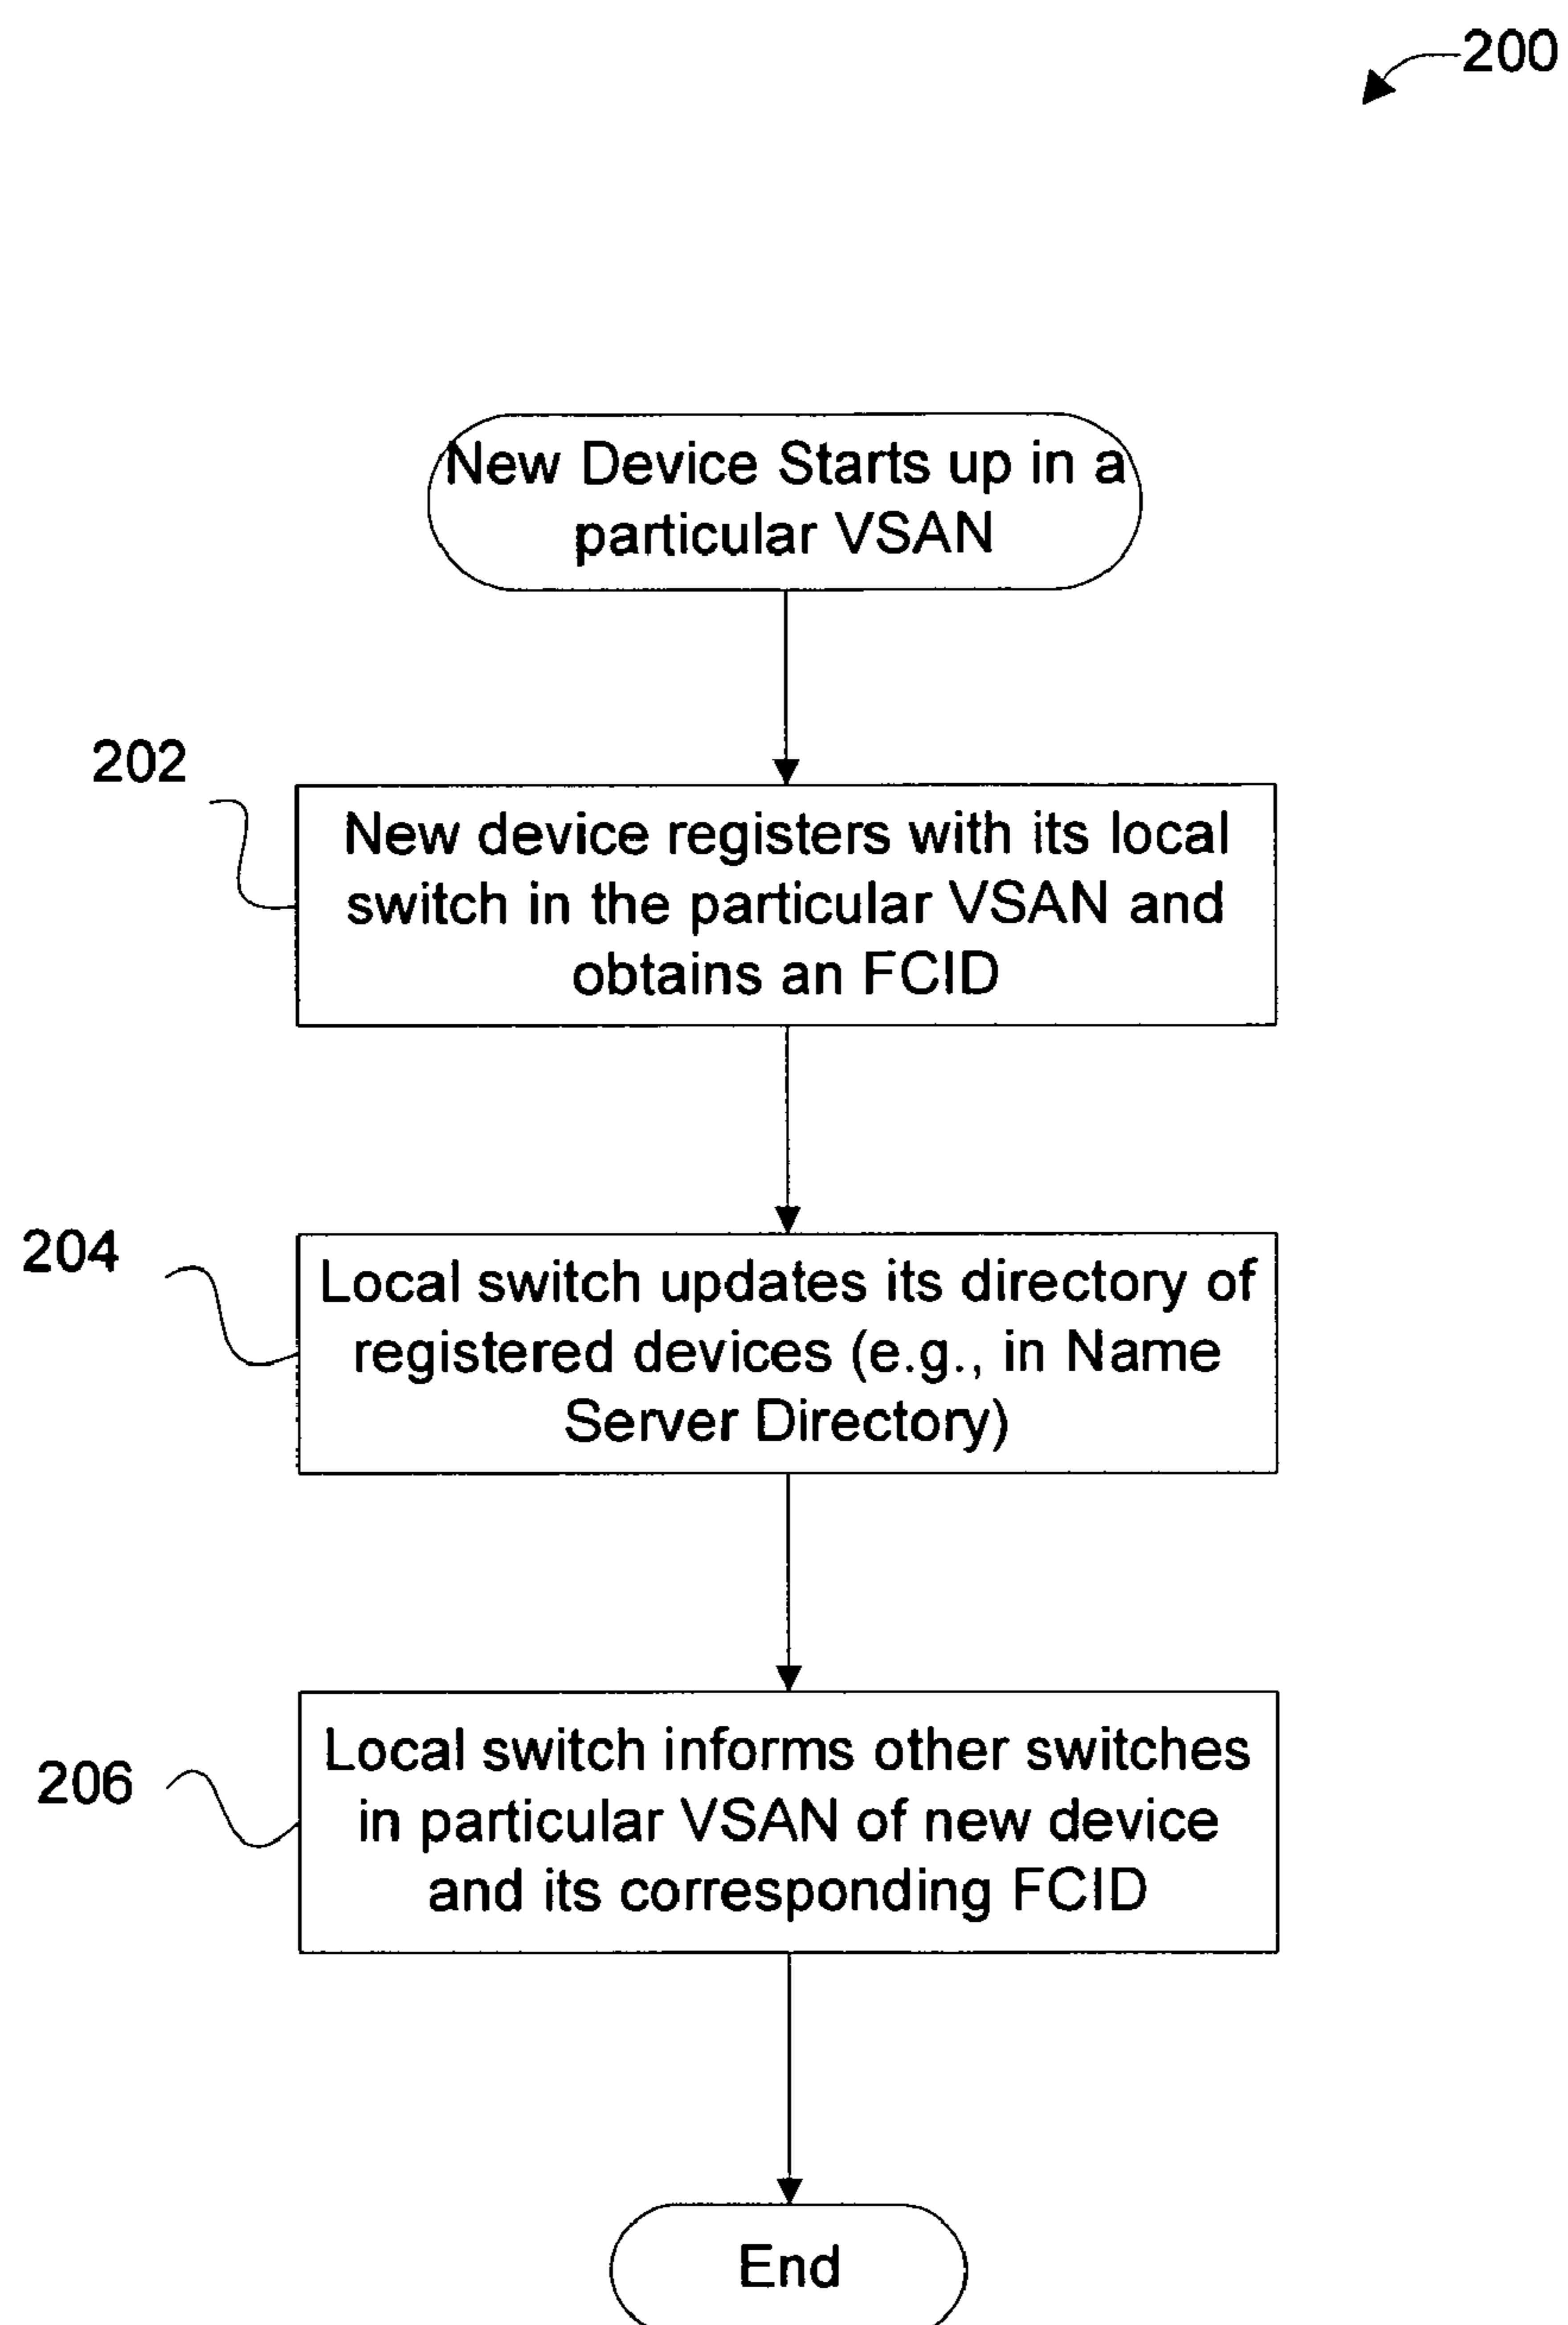 200
New Device Starts up in a
particular VSAN
202
New device registers with its local
switch in the particular VSAN and
obtains an FCID
204
Local switch updates its directory of
registered devices (e.g., in Name
Server Directory)
206
Local switch informs other switches
in particular VSAN of new device
and its corresponding FCID
End